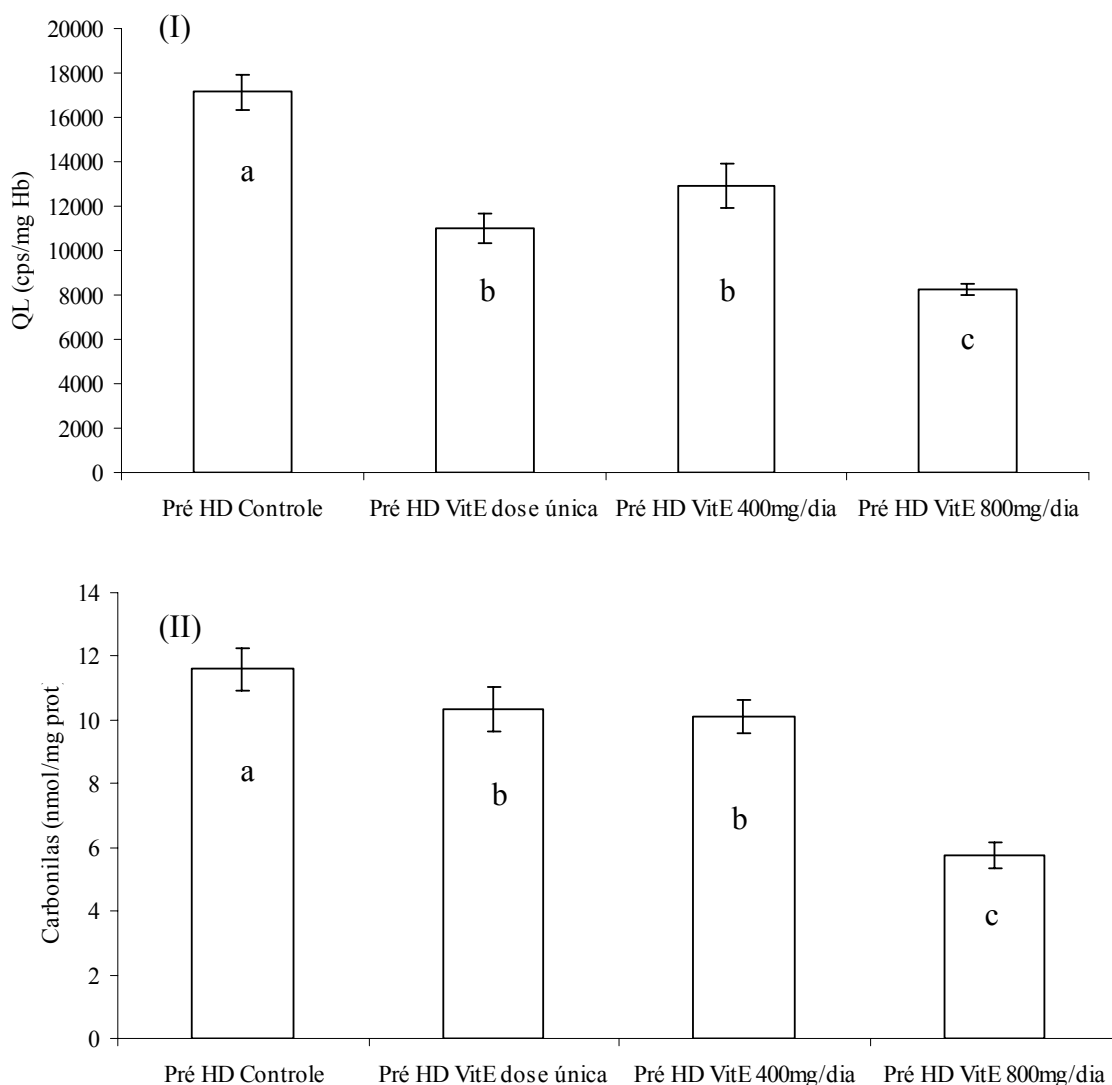 (I)
20000
18000
16000
14000
12000
10000
8000
6000
4000
2000
0
QL (cps/mg Hb)
a
b
b
c
Pré HD Controle Pré HD VitE dose única Pré HD VitE 400mg/dia Pré HD VitE 800mg/dia
(II)
14
12
10
8
6
4
2
0
Carbonilas (nmol/mg prot
a
b
b
c
Pré HD Controle Pré HD VitE dose única Pré HD VitE 400mg/dia Pré HD VitE 800mg/dia